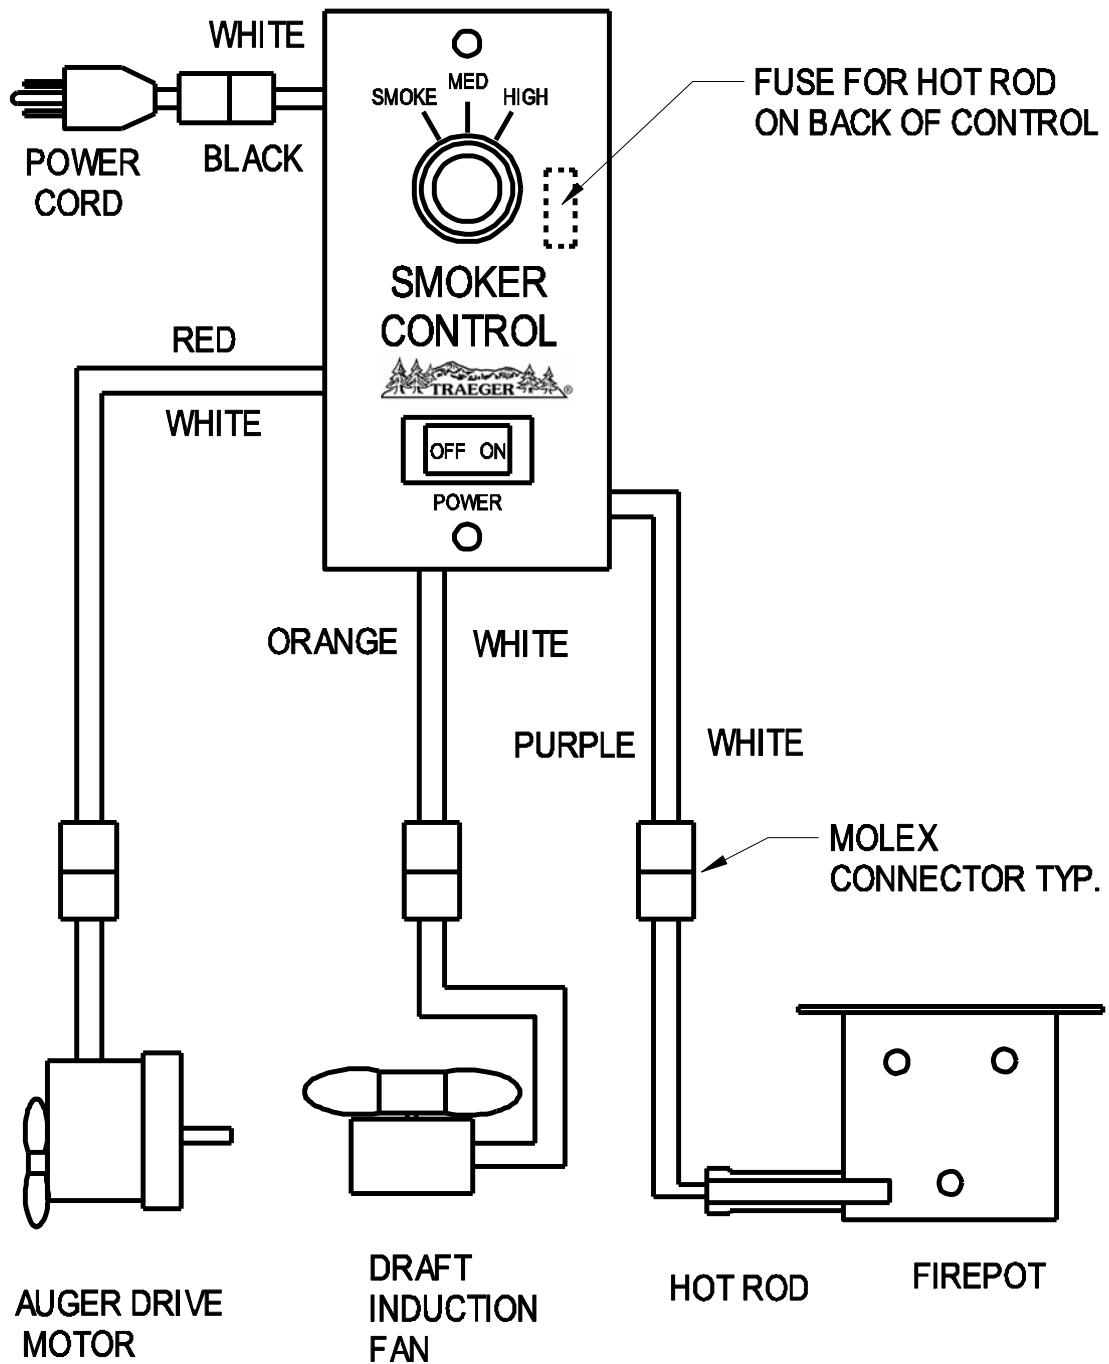 WHITE
POWER
CORD
BLACK
SMOKE
MED
HIGH
FUSE FOR HOT ROD
ON BACK OF CONTROL
SMOKER
CONTROL
TRAEGER®
OFF ON
POWER
RED
WHITE
ORANGE
WHITE
PURPLE
WHITE
MOLEX
CONNECTOR TYP.
AUGER DRIVE
MOTOR
DRAFT
INDUCTION
FAN
HOT ROD
FIREPOT